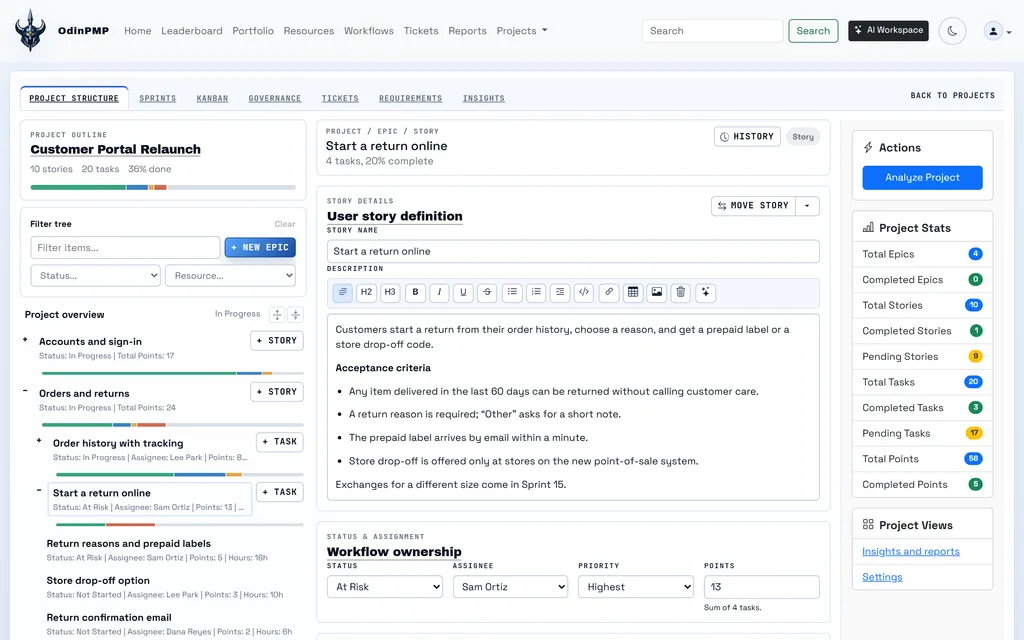 OdinPMP
Home Leaderboard Portfolio Resources Workflows Tickets Reports Projects
Search
Search
AI Workspace
PROJECT STRUCTURE
SPRINTS
KANBAN
GOVERNANCE
TICKETS
REQUIREMENTS
INSIGHTS
BACK TO PROJECTS
PROJECT OUTLINE
Customer Portal Relaunch
10 stories 20 tasks 36% done
Filter tree
Clear
Filter items...
+ NEW EPIC
Status...
Resource...
Project overview
In Progress
+ Accounts and sign-in
+ STORY
Status: In Progress | Total Points: 17
- Orders and returns
+ STORY
Status: In Progress | Total Points: 24
+ Order history with tracking
+ TASK
Status: In Progress | Assignee: Lee Park | Points: 8...
- Start a return online
+ TASK
Status: At Risk | Assignee: Sam Ortiz | Points: 13 | ...
Return reasons and prepaid labels
Status: At Risk | Assignee: Sam Ortiz | Points: 5 | Hours: 16h
Store drop-off option
Status: Not Started | Assignee: Lee Park | Points: 3 | Hours: 10h
Return confirmation email
Status: Not Started | Assignee: Dana Reyes | Points: 2 | Hours: 6h
PROJECT / EPIC / STORY
Start a return online
4 tasks, 20% complete
HISTORY
Story
STORY DETAILS
User story definition
MOVE STORY
STORY NAME
Start a return online
DESCRIPTION
H2 H3 B I U S </>
Customers start a return from their order history, choose a reason, and get a prepaid label or a
store drop-off code.
Acceptance criteria
• Any item delivered in the last 60 days can be returned without calling customer care.
• A return reason is required; “Other” asks for a short note.
• The prepaid label arrives by email within a minute.
• Store drop-off is offered only at stores on the new point-of-sale system.
Exchanges for a different size come in Sprint 15.
STATUS & ASSIGNMENT
Workflow ownership
STATUS ASSIGNEE PRIORITY POINTS
At Risk Sam Ortiz Highest 13
Sum of 4 tasks.
Actions
Analyze Project
Project Stats
Total Epics 4
Completed Epics 0
Total Stories 10
Completed Stories 1
Pending Stories 9
Total Tasks 20
Completed Tasks 3
Pending Tasks 17
Total Points 56
Completed Points 5
Project Views
Insights and reports
Settings